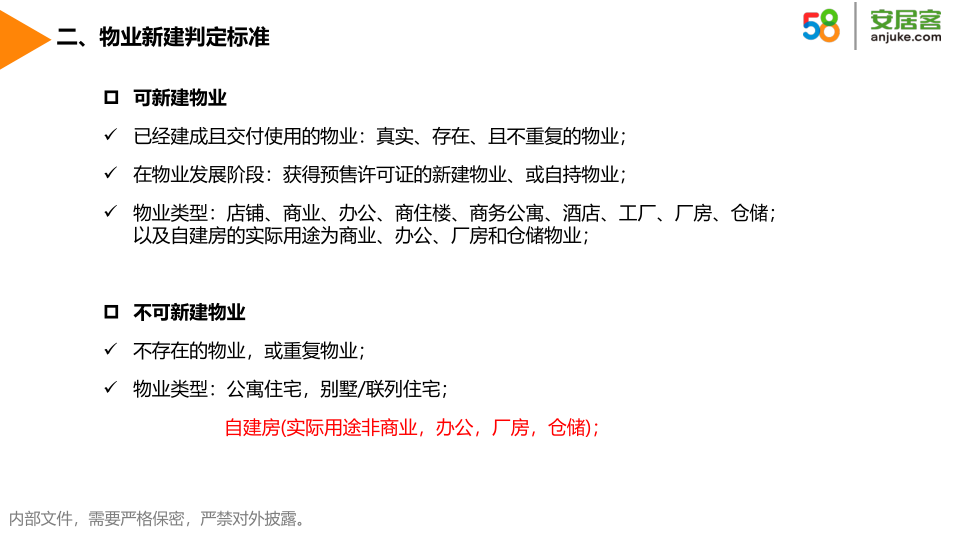 二、物业新建判定标准
58 安居客
anjuke.com
可新建物业
已经建成且交付使用的物业：真实、存在、且不重复的物业；
在物业发展阶段：获得预售许可证的新建物业、或自持物业；
物业类型：店铺、商业、办公、商住楼、商务公寓、酒店、工厂、厂房、仓储；
以及自建房的实际用途为商业、办公、厂房和仓储物业；
不可新建物业
不存在的物业，或重复物业；
物业类型：公寓住宅，别墅/联列住宅；
自建房(实际用途非商业，办公，厂房，仓储)；
内部文件，需要严格保密，严禁对外披露。